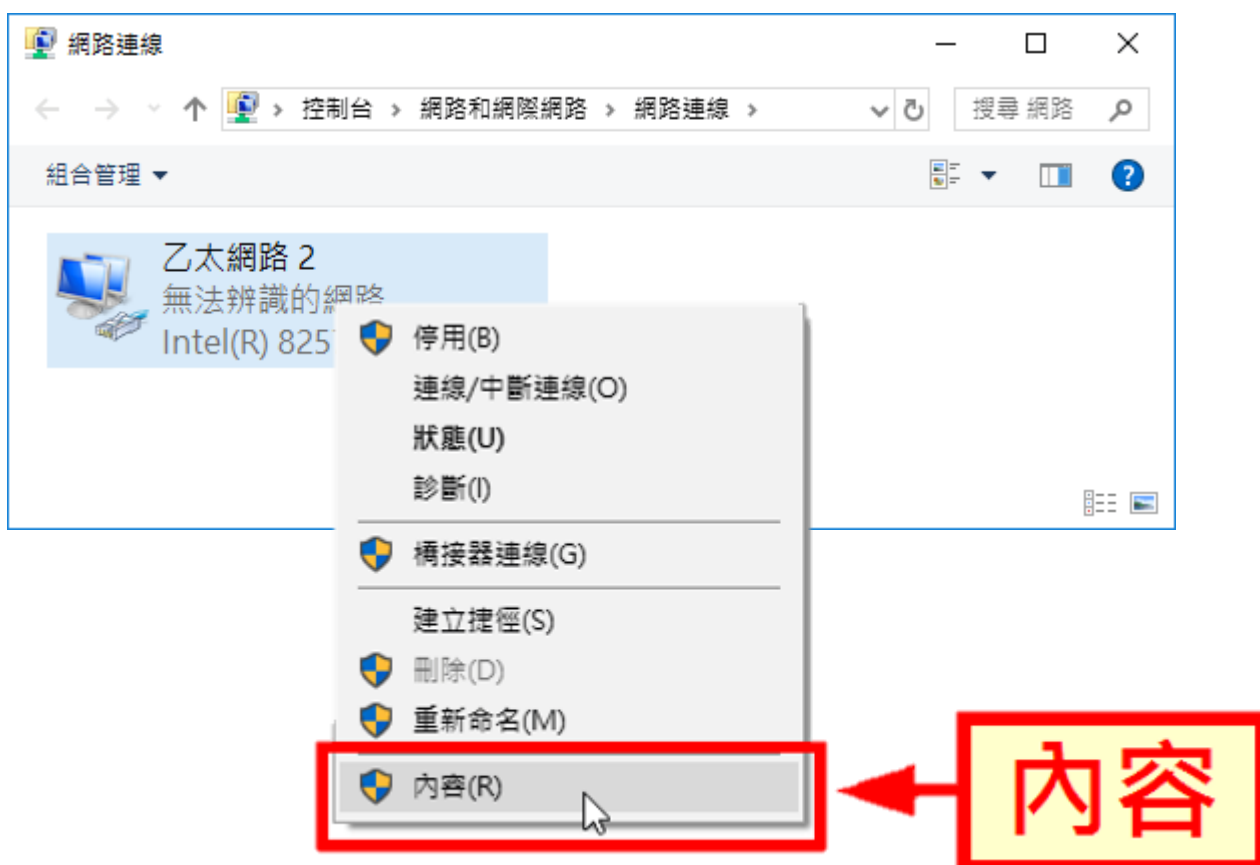 網路連線
控制台 › 網路和網際網路 › 網路連線 ›
搜尋 網路
組合管理
乙太網路 2
無法辨識的網路
Intel(R) 825
停用(B)
連線/中斷連線(O)
狀態(U)
診斷(I)
橋接器連線(G)
建立捷徑(S)
刪除(D)
重新命名(M)
內容(R)
內容